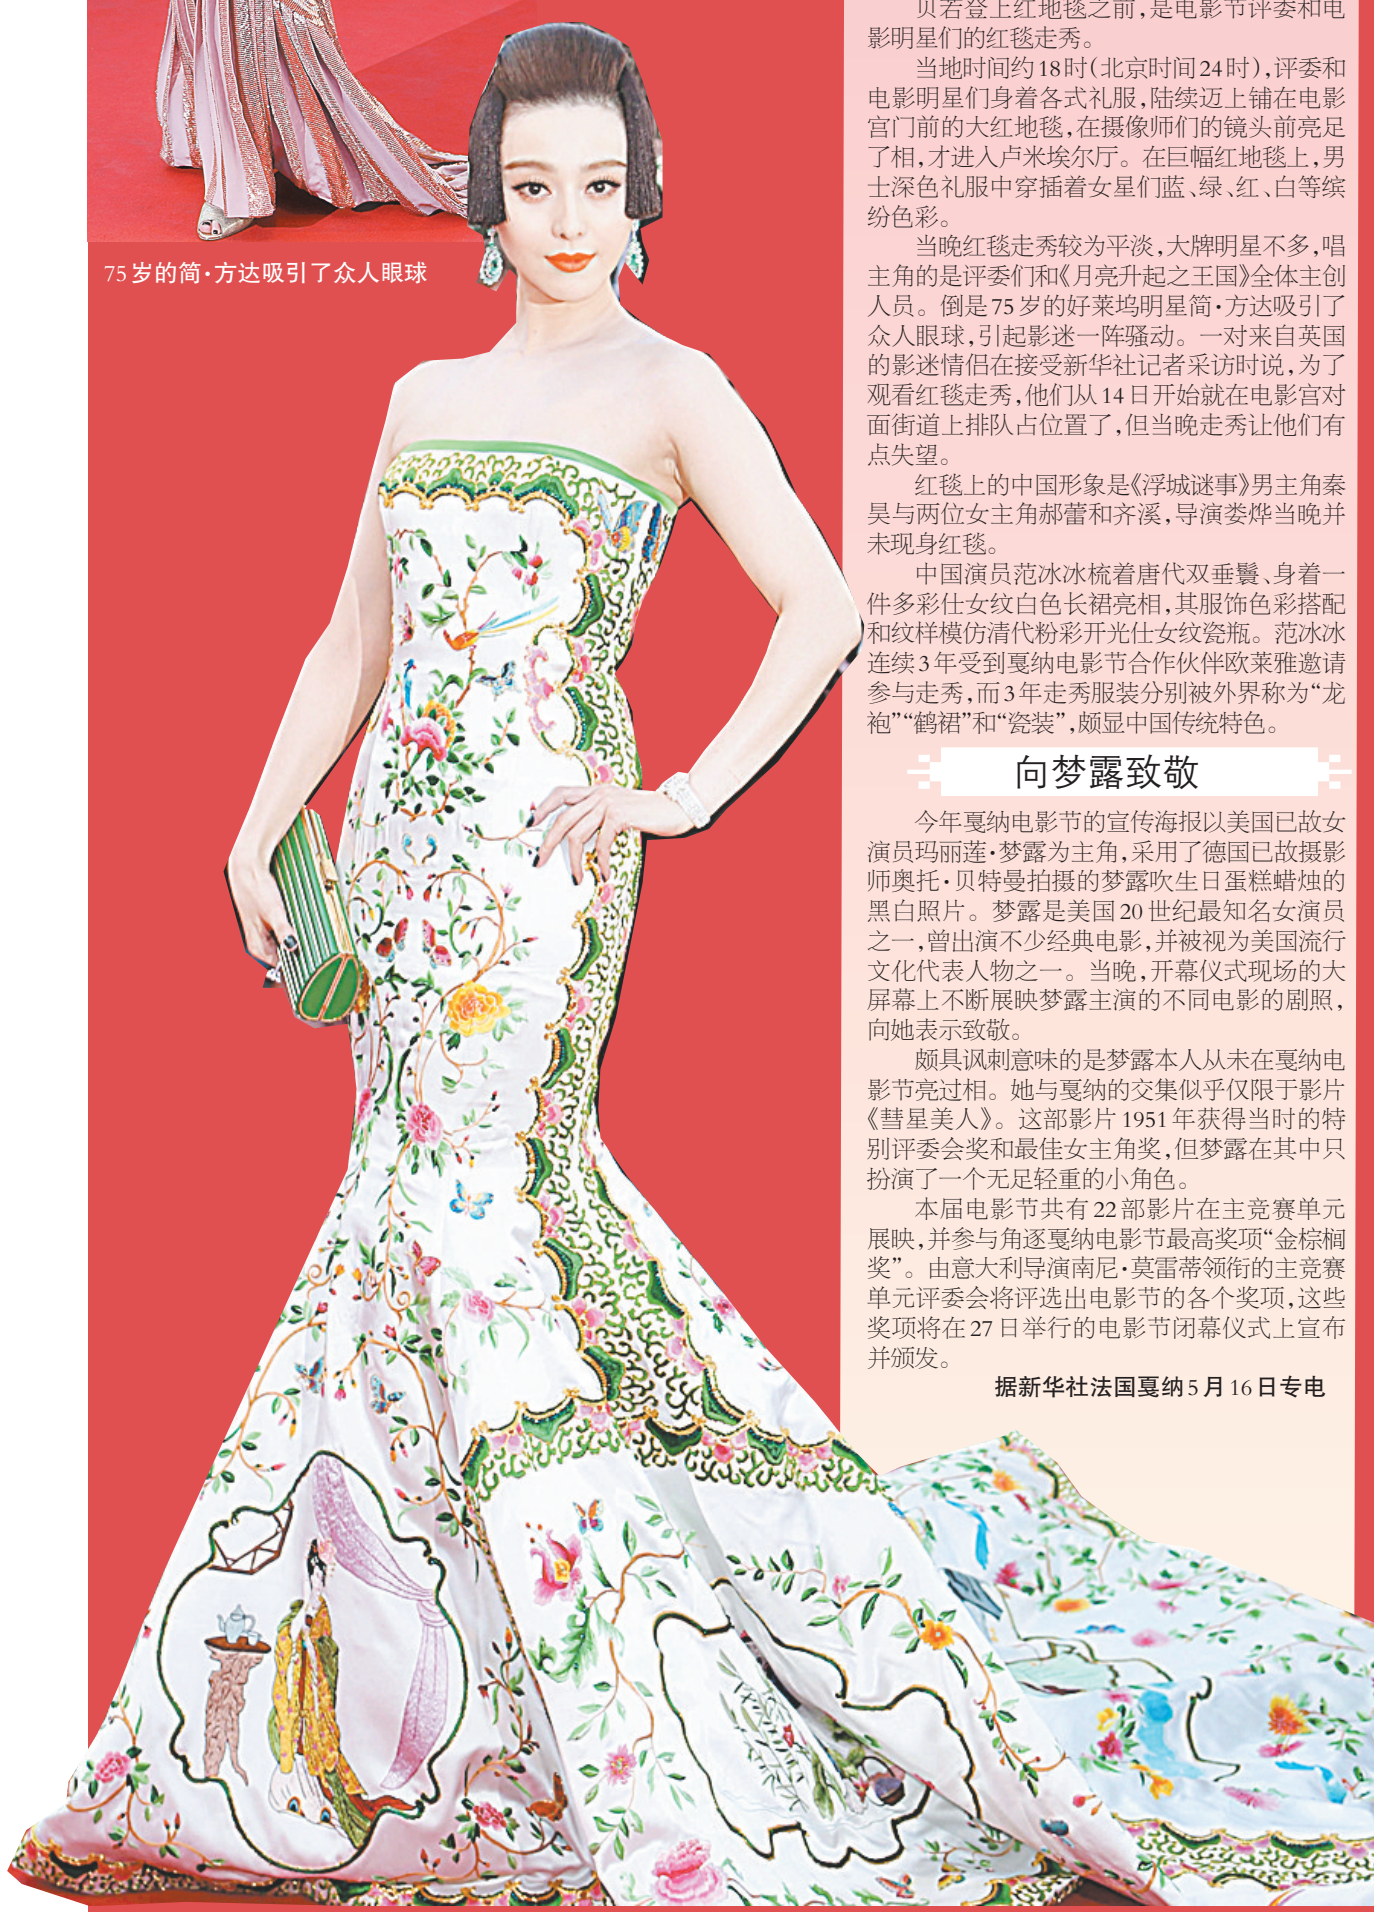 75岁的简·方达吸引了众人眼球
贝若登上红地毯之前,是电影节评委和电
影明星们的红毯走秀。
当地时间约18时(北京时间24时),评委和
电影明星们身着各式礼服,陆续迈上铺在电影
宫门前的大红地毯,在摄像师们的镜头前亮足
了相,才进入卢米埃尔厅。在巨幅红地毯上,男
士深色礼服中穿插着女星们蓝、绿、红、白等缤
纷色彩。
当晚红毯走秀较为平淡,大牌明星不多,唱
主角的是评委们和《月亮升起之王国》全体主创
人员。倒是75岁的好莱坞明星简·方达吸引了
众人眼球,引起影迷一阵骚动。一对来自英国
的影迷情侣在接受新华社记者采访时说,为了
观看红毯走秀,他们从14日开始就在电影宫对
面街道上排队占位置了,但当晚走秀让他们有
点失望。
红毯上的中国形象是《浮城谜事》男主角秦
昊与两位女主角郝蕾和齐溪,导演娄烨当晚并
未现身红毯。
中国演员范冰冰梳着唐代双垂鬟、身着一
件多彩仕女纹白色长裙亮相,其服饰色彩搭配
和纹样模仿清代粉彩开光仕女纹瓷瓶。范冰冰
连续3年受到戛纳电影节合作伙伴欧莱雅邀请
参与走秀,而3年走秀服装分别被外界称为“龙
袍”“鹤裙”和“瓷装”,颇显中国传统特色。
向梦露致敬
今年戛纳电影节的宣传海报以美国已故女
演员玛丽莲·梦露为主角,采用了德国已故摄影
师奥托·贝特曼拍摄的梦露吹生日蛋糕蜡烛的
黑白照片。梦露是美国20世纪最知名女演员
之一,曾出演不少经典电影,并被视为美国流行
文化代表人物之一。当晚,开幕仪式现场的大
屏幕上不断展映梦露主演的不同电影的剧照,
向她表示致敬。
颇具讽刺意味的是梦露本人从未在戛纳电
影节亮过相。她与戛纳的交集似乎仅限于影片
《彗星美人》。这部影片1951年获得当时的特
别评委会奖和最佳女主角奖,但梦露在其中只
扮演了一个无足轻重的小角色。
本届电影节共有22部影片在主竞赛单元
展映,并参与角逐戛纳电影节最高奖项“金棕榈
奖”。由意大利导演南尼·莫雷蒂领衔的主竞赛
单元评委会将评选出电影节的各个奖项,这些
奖项将在27日举行的电影节闭幕仪式上宣布
并颁发。
据新华社法国戛纳5月16日专电